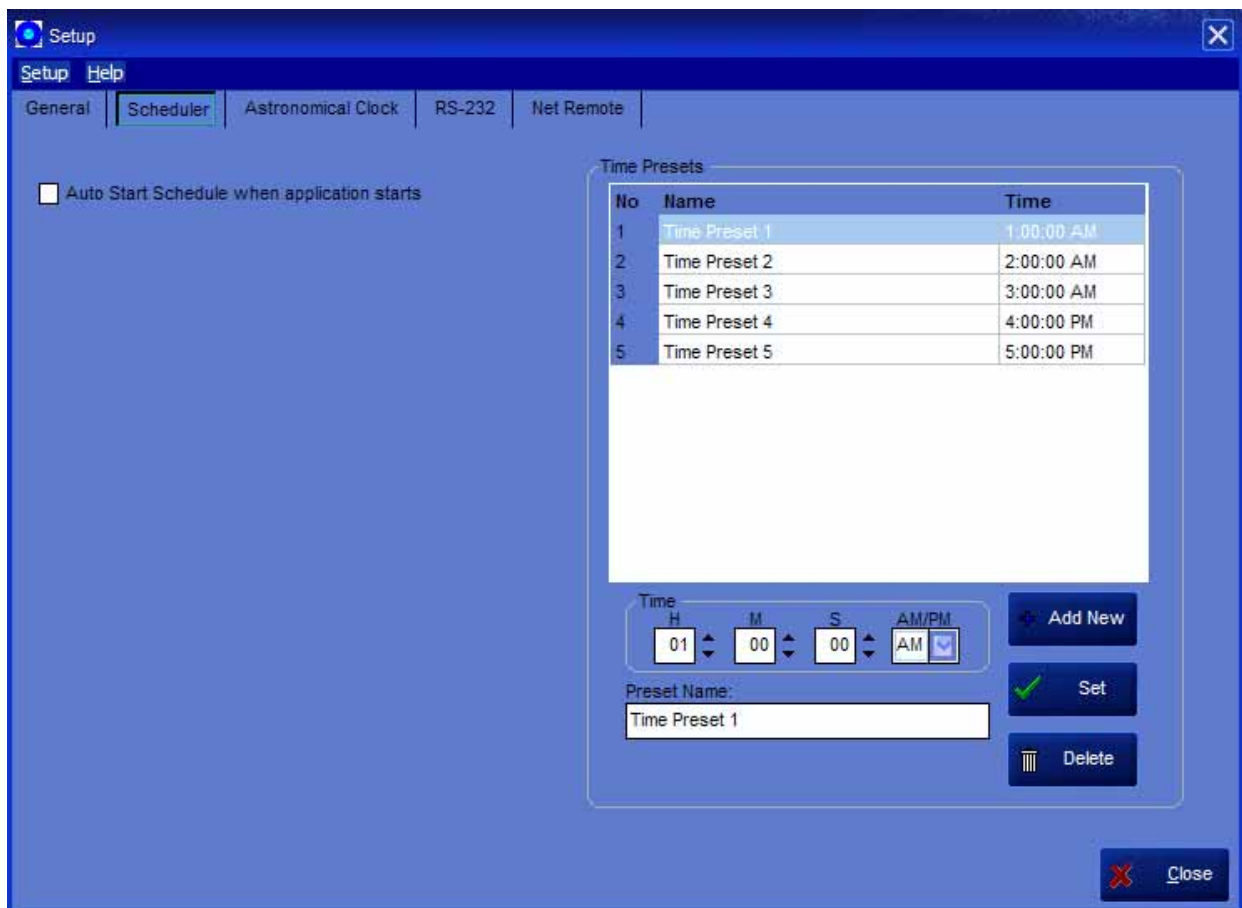 Setup
Setup Help
General Scheduler Astronomical Clock RS-232 Net Remote
Auto Start Schedule when application starts
Time Presets
No Name Time
1 Time Preset 1 1:00:00 AM
2 Time Preset 2 2:00:00 AM
3 Time Preset 3 3:00:00 AM
4 Time Preset 4 4:00:00 PM
5 Time Preset 5 5:00:00 PM
Time
H M S AM/PM
01 00 00 AM
Add New
Preset Name:
Time Preset 1
Set
Delete
Close